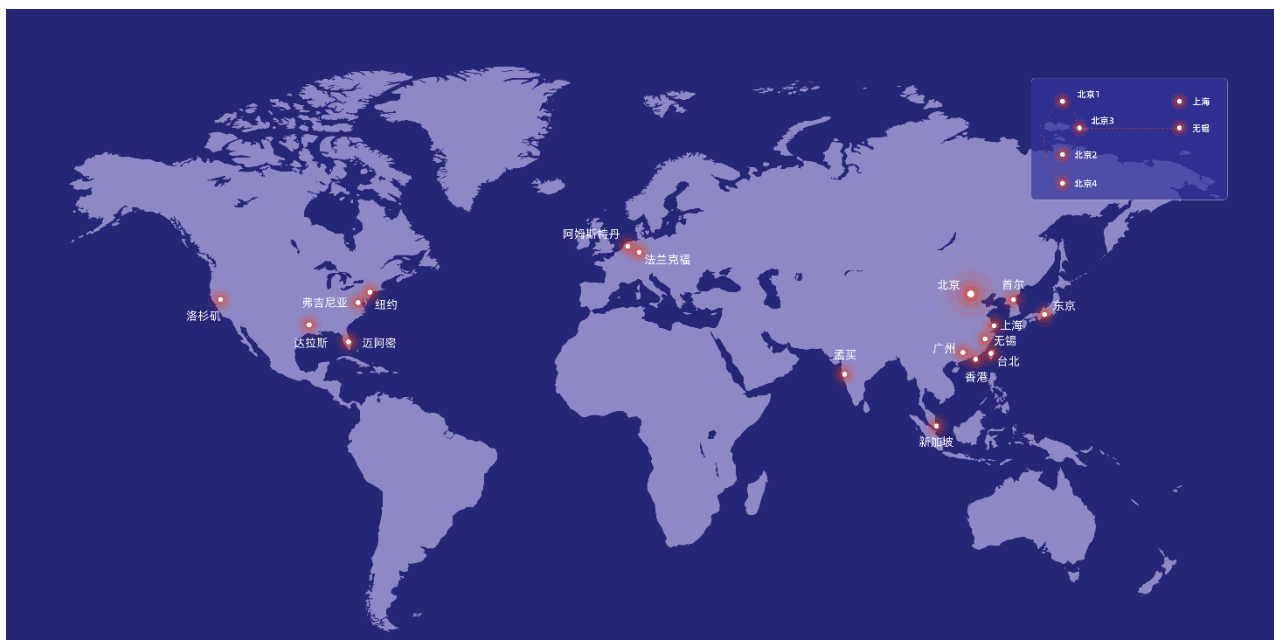 北京1
上海
北京3
无锡
北京2
北京4
阿姆斯特丹
法兰克福
洛杉矶
弗吉尼亚
纽约
达拉斯
迈阿密
北京
首尔
东京
上海
无锡
广州
台北
香港
孟买
新加坡